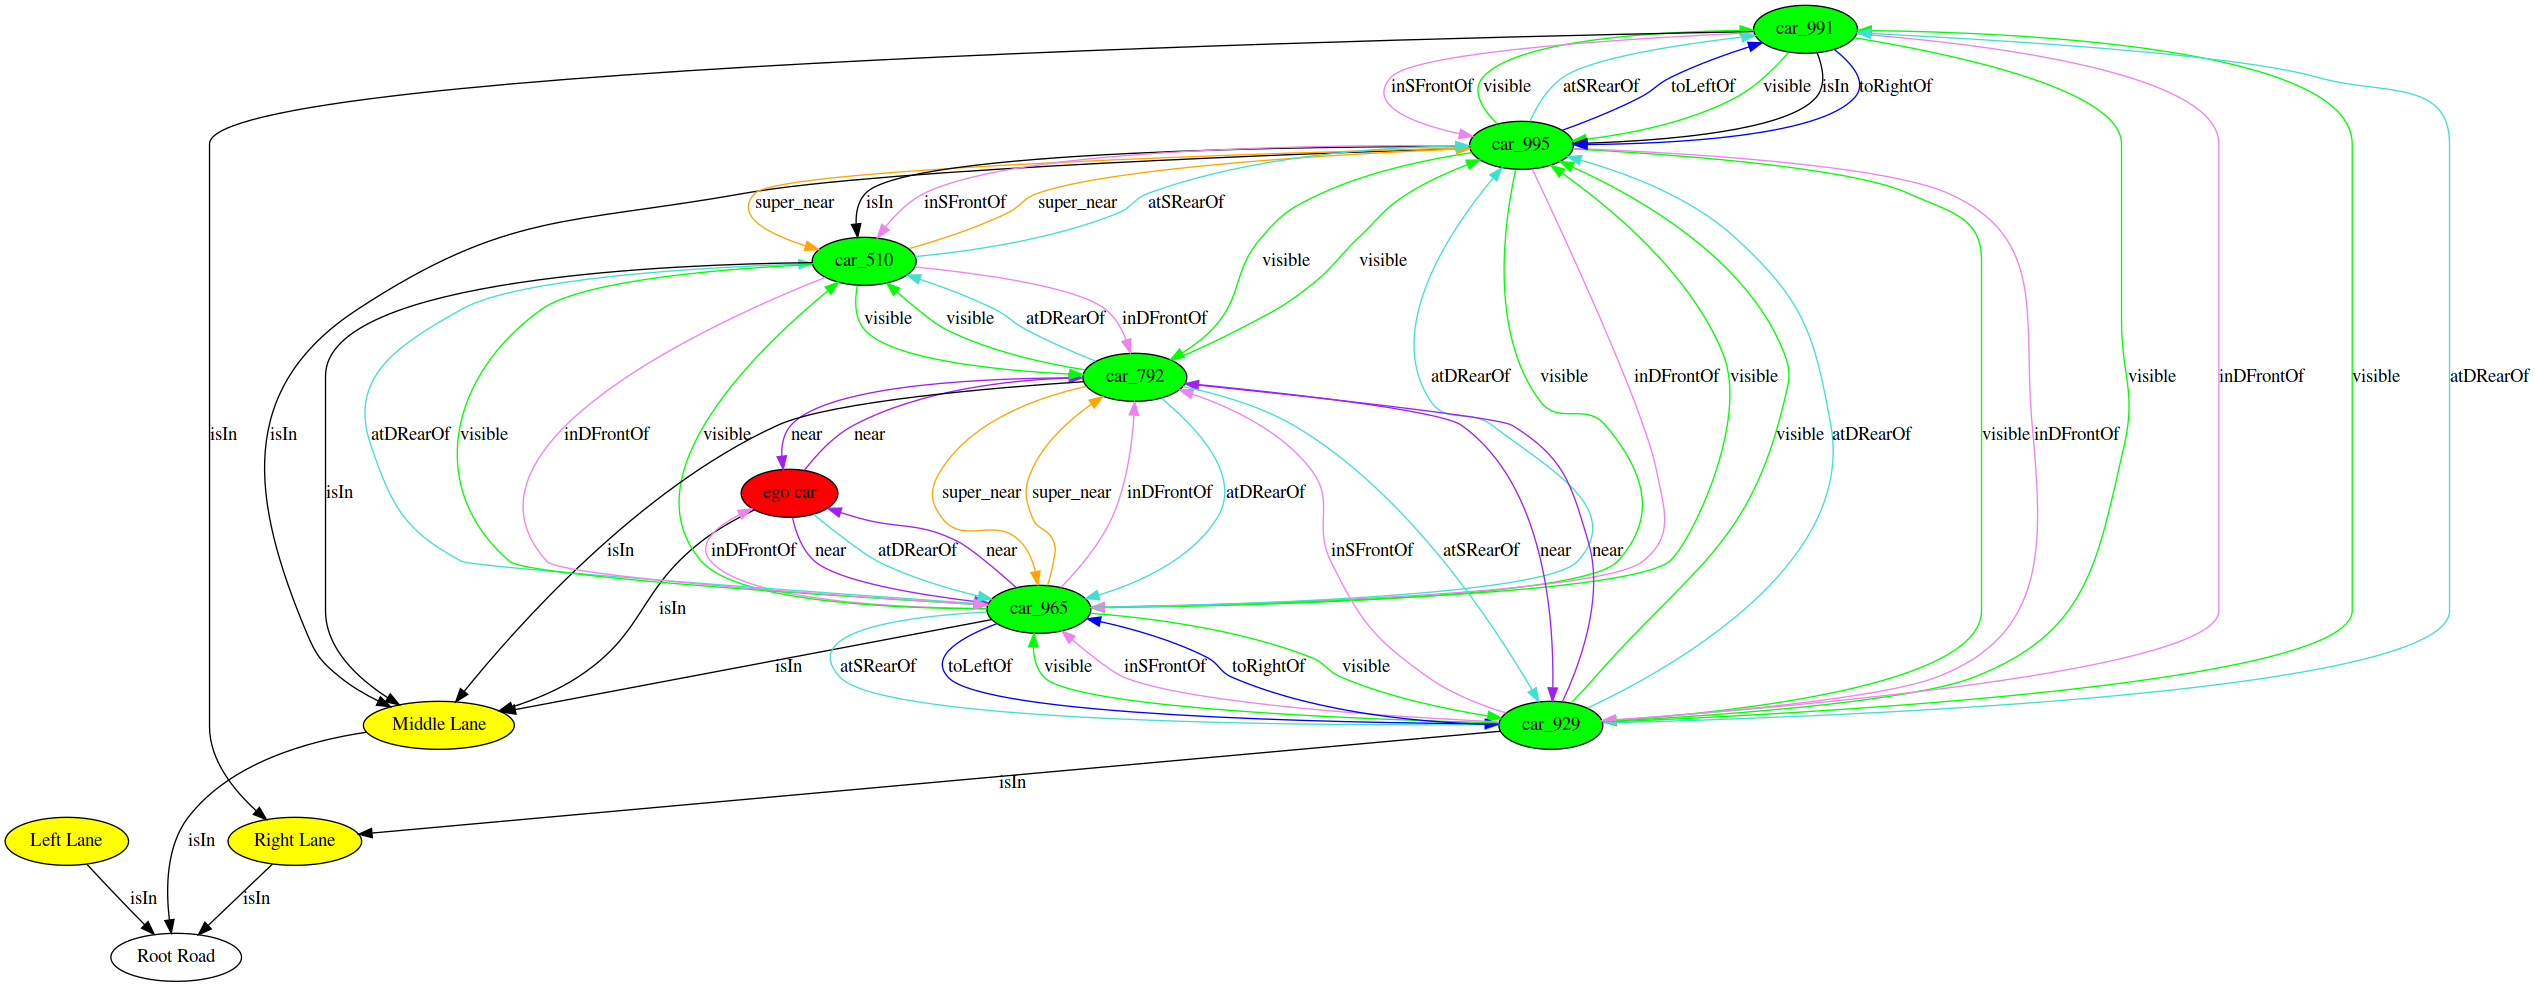 car_991
inSFrontOf visible atSRearOf toLeftOf visible isIn toRightOf
car_995
super_near isIn inSFrontOf super_near atSRearOf
car_510
visible visible
visible visible atDRearOf inDFrontOf
car_792
atDRearOf visible inDFrontOf visible visible inDFrontOf visible atDRearOf
isIn isIn atDRearOf visible inDFrontOf visible near near visible atDRearOf visible inDFrontOf
isIn ego car super_near super_near inDFrontOf atDRearOf
isIn inDFrontOf near atDRearOf near inSFrontOf atSRearOf near near
isIn car_965
isIn atSRearOf toLeftOf visible inSFrontOf toRightOf visible
Middle Lane car_929
isIn
Left Lane isIn Right Lane
isIn isIn
Root Road